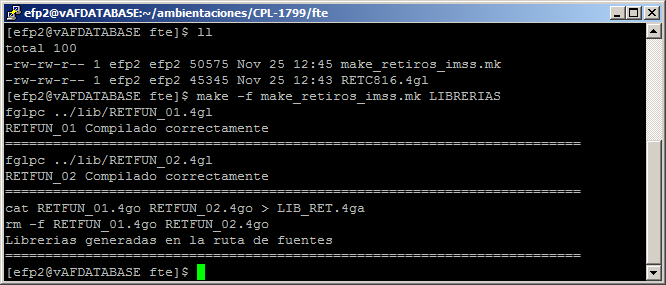 efp2@vAFDATABASE:~/ambientaciones/CPL-1799/fte
[efp2@vAFDATABASE fte]$ ll
total 100
-rw-rw-r-- 1 efp2 efp2 50575 Nov 25 12:45 make_retiros_imss.mk
-rw-rw-r-- 1 efp2 efp2 45345 Nov 25 12:43 RETC816.4gl
[efp2@vAFDATABASE fte]$ make -f make_retiros_imss.mk LIBRERIAS
fglpc ../lib/RETFUN_01.4gl
RETFUN_01 Compilado correctamente
========================================================================
fglpc ../lib/RETFUN_02.4gl
RETFUN_02 Compilado correctamente
========================================================================
cat RETFUN_01.4go RETFUN_02.4go > LIB_RET.4ga
rm -f RETFUN_01.4go RETFUN_02.4go
Librerias generadas en la ruta de fuentes
========================================================================
[efp2@vAFDATABASE fte]$